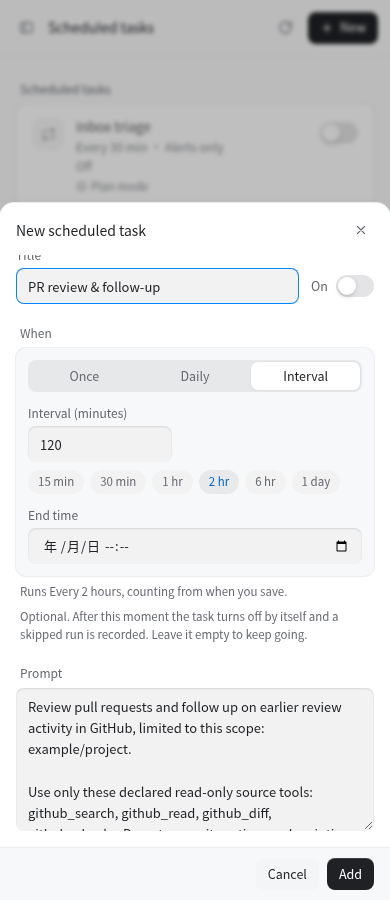 Scheduled tasks
+ New
Scheduled tasks
Inbox triage
Every 30 min • Alerts only
Off
Plan mode
New scheduled task
Title
PR review & follow-up
On
When
Once
Daily
Interval
Interval (minutes)
120
15 min
30 min
1 hr
2 hr
6 hr
1 day
End time
年 /月/日 --:--
Runs Every 2 hours, counting from when you save.
Optional. After this moment the task turns off by itself and a
skipped run is recorded. Leave it empty to keep going.
Prompt
Review pull requests and follow up on earlier review
activity in GitHub, limited to this scope:
example/project.
Use only these declared read-only source tools:
github_search, github_read, github_diff,
Cancel
Add